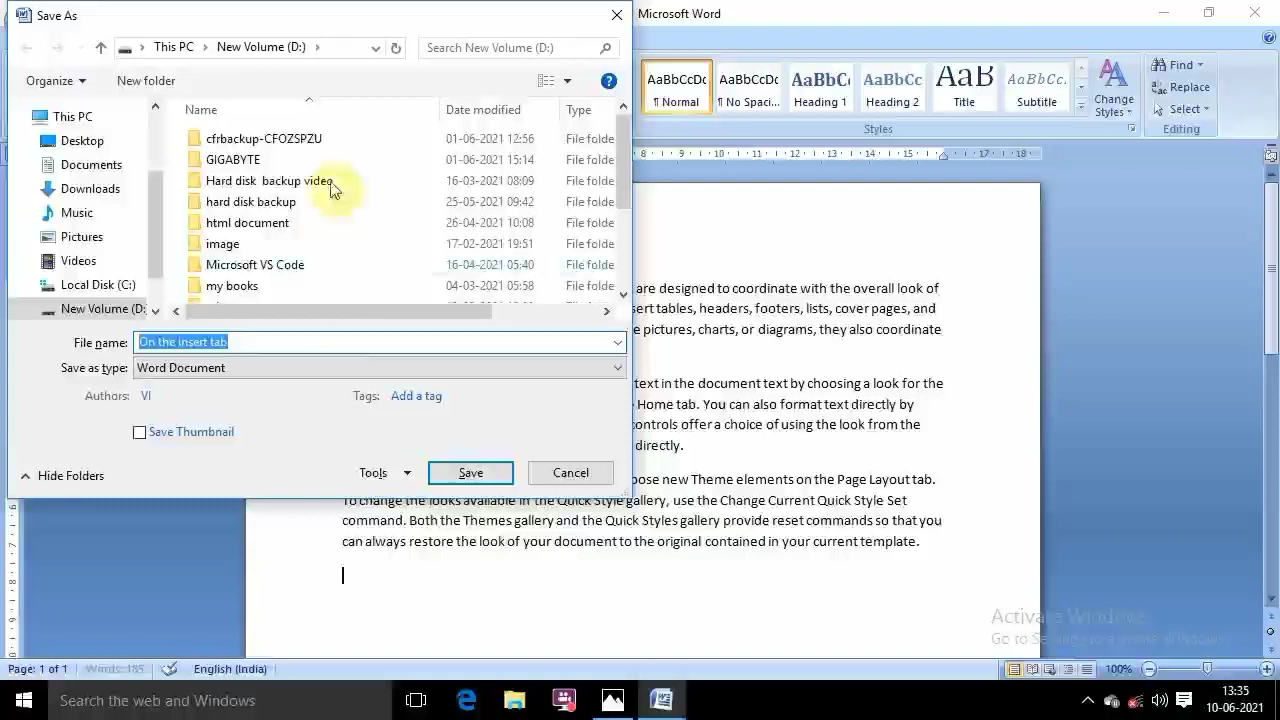 Save As
Microsoft Word
This PC > New Volume (D:) >
Search New Volume (D:)
Organize
New folder
Find
Replace
Select
Editing
AaBbCcDc
¶ Normal
AaBbCcDc
¶ No Spaci...
AaBbC
Heading 1
AaBbCc
Heading 2
AaB
Title
AaBbCc.
Subtitle
Change
Styles
Styles
This PC
Desktop
Documents
Downloads
Music
Pictures
Videos
Local Disk (C:)
New Volume (D:
Name
Date modified
Type
cfrbackup-CFOZSPZU 01-06-2021 12:56 File folde
GIGABYTE 01-06-2021 15:14 File folde
Hard disk backup video 16-03-2021 08:09 File folde
hard disk backup 25-05-2021 09:42 File folde
html document 26-04-2021 10:08 File folde
image 17-02-2021 19:51 File folde
Microsoft VS Code 16-04-2021 05:40 File folde
my books 04-03-2021 05:58 File folde
File name: On the insert tab
Save as type: Word Document
Authors: VI
Tags: Add a tag
Save Thumbnail
Hide Folders
Tools
Save
Cancel
8 9 10 11 12 13 14 15 17 18
are designed to coordinate with the overall look of
sert tables, headers, footers, lists, cover pages, and
e pictures, charts, or diagrams, they also coordinate
text in the document text by choosing a look for the
Home tab. You can also format text directly by
controls offer a choice of using the look from the
directly.
oose new Theme elements on the Page Layout tab.
To change the looks available in the Quick Style gallery, use the Change Current Quick Style Set
command. Both the Themes gallery and the Quick Styles gallery provide reset commands so that you
can always restore the look of your document to the original contained in your current template.
Activate Windows
Page: 1 of 1
Words: 185
English (India)
100%
Search the web and Windows
13:35
10-06-2021